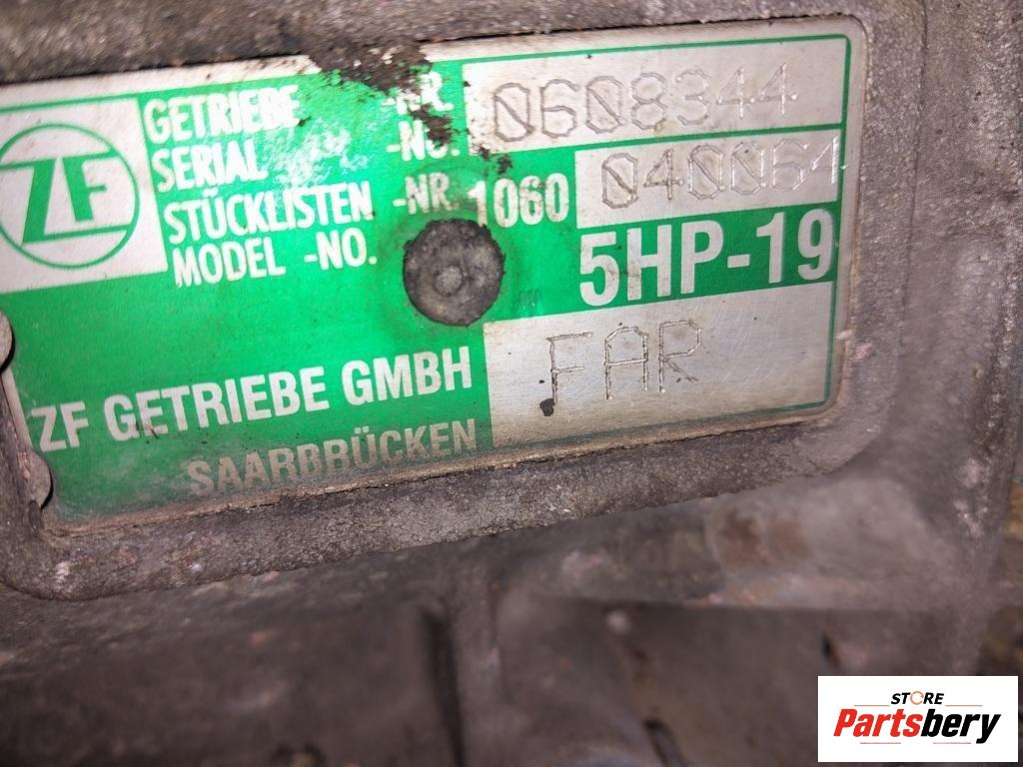 ZF
GETRIEBE -NR. 0608344
SERIAL -NO.
STÜCKLISTEN -NR. 1060 040061
MODEL -NO. 5HP-19
FAR
ZF GETRIEBE GMBH
SAARBRÜCKEN
STORE
Partsbery